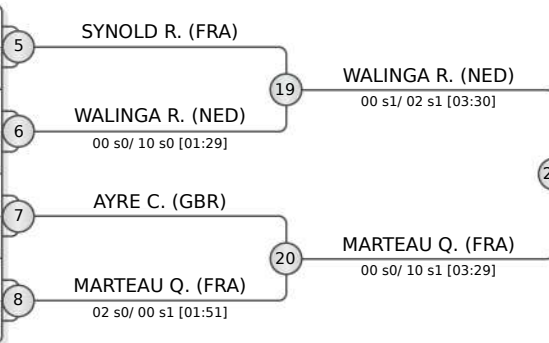 5
SYNOLD R. (FRA)
19
WALINGA R. (NED)
00 s1/ 02 s1 [03:30]
6
WALINGA R. (NED)
00 s0/ 10 s0 [01:29]
7
AYRE C. (GBR)
20
MARTEAU Q. (FRA)
00 s0/ 10 s1 [03:29]
8
MARTEAU Q. (FRA)
02 s0/ 00 s1 [01:51]